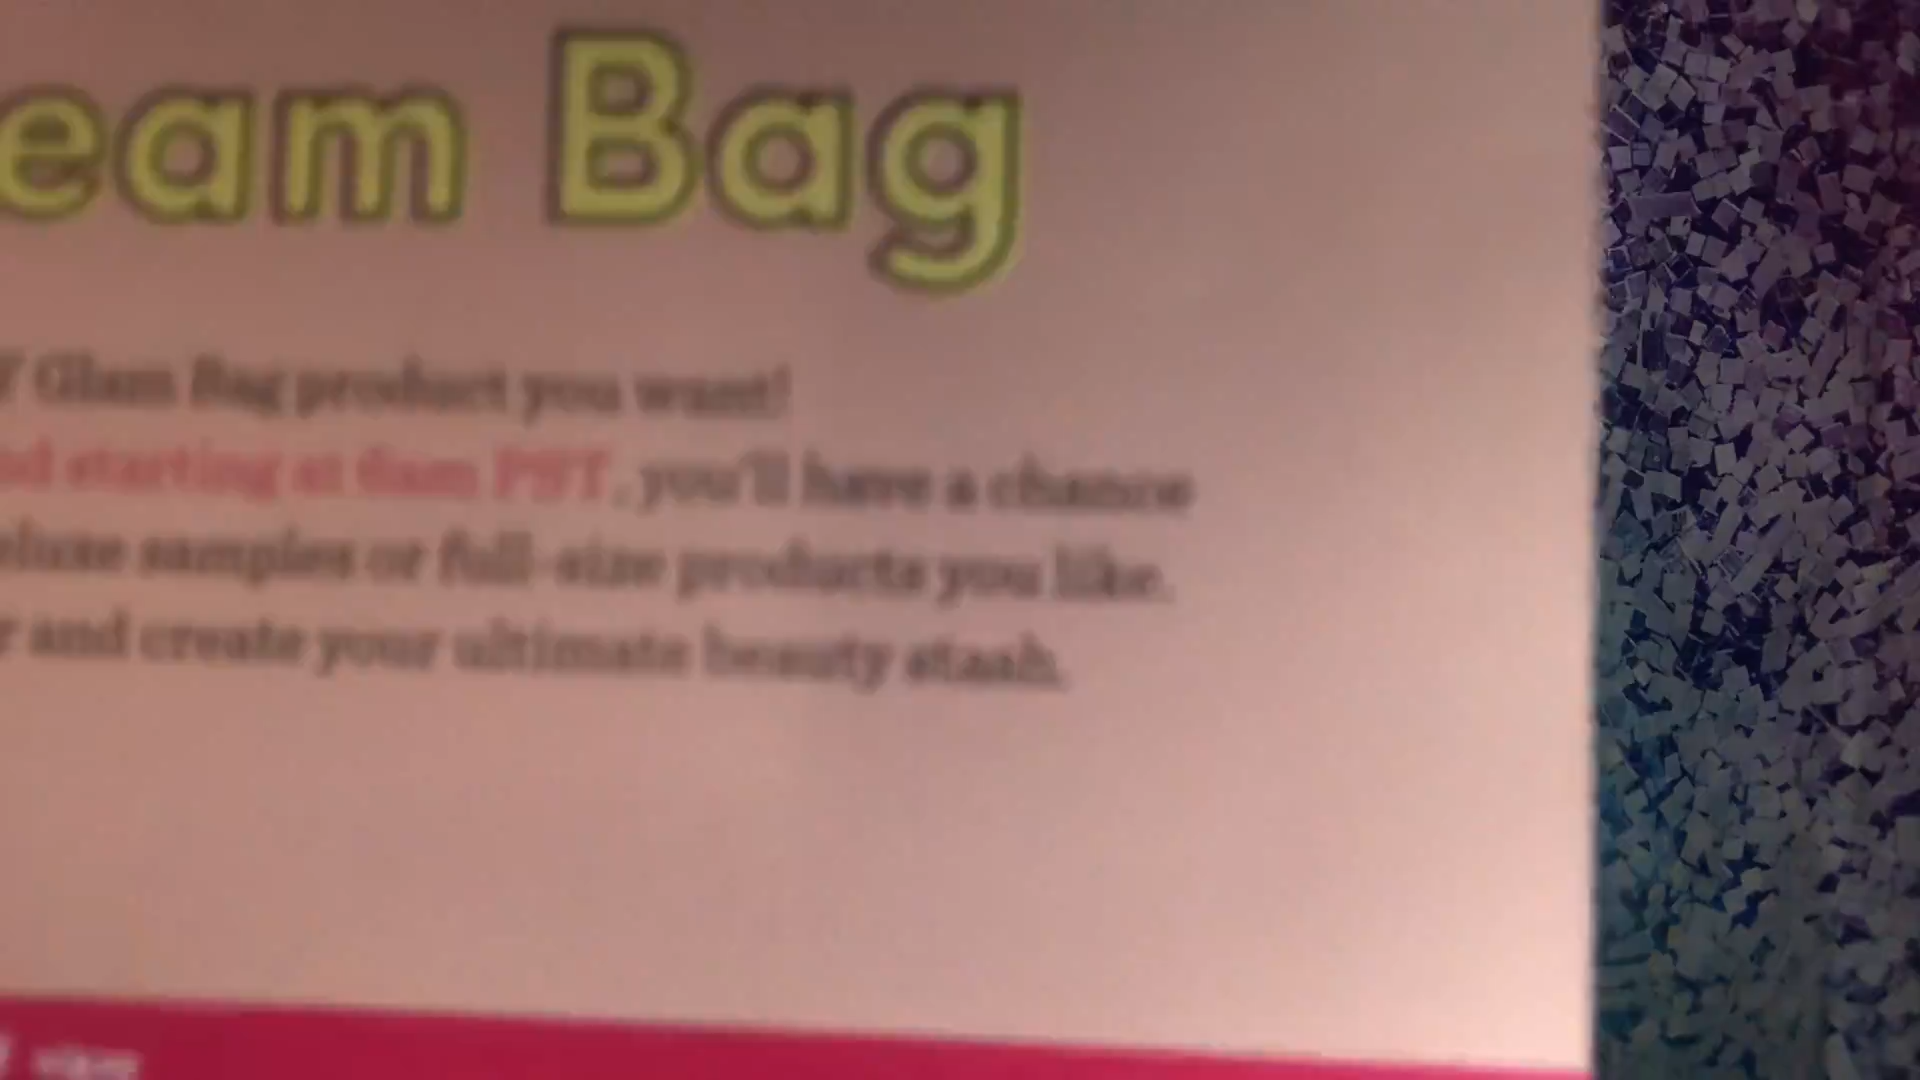 eam Bag
Glam Bag product you want!
starting at 6am PST, you'll have a chance
samples or full-size products you like.
and create your ultimate beauty stash.